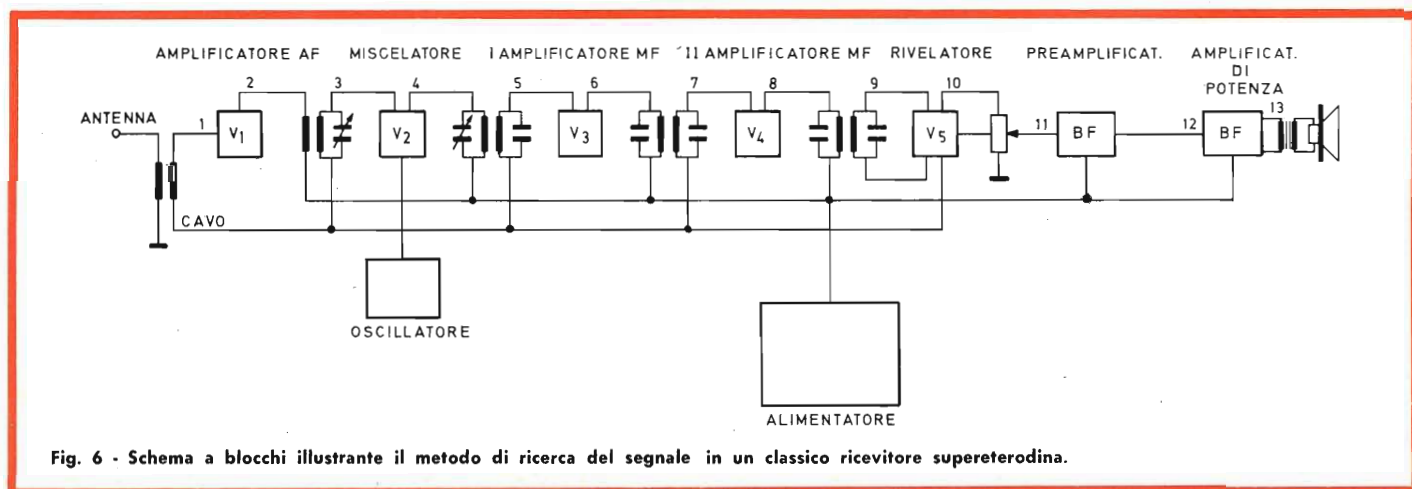 AMPLIFICATORE AF MISCELATORE I AMPLIFICATORE MF II AMPLIFICATORE MF RIVELATORE PREAMPLIFICAT. AMPLIFICAT. DI POTENZA
ANTENNA
1 2 3 4 5 6 7 8 9 10 11 12 13
V1 V2 V3 V4 V5 BF BF
CAVO
OSCILLATORE
ALIMENTATORE
Fig. 6 - Schema a blocchi illustrante il metodo di ricerca del segnale in un classico ricevitore supereterodina.